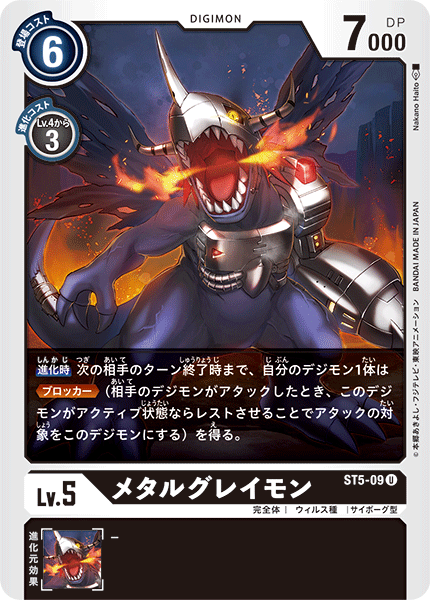 登場コスト
6
DIGIMON
7000
DP
進化コスト
Lv.4から
3
Nakano Haito
©本郷あきよし・フジテレビ・東映アニメーション BANDAI MADE IN JAPAN
進化時 次の相手のターン終了時まで、自分のデジモン1体は
ブロッカー（相手のデジモンがアタックしたとき、このデジ
モンがアクティブ状態ならレストさせることでアタックの対
象をこのデジモンにする）を得る。
ST5-09 U
Lv.5 メタルグレイモン
完全体｜ウィルス種｜サイボーグ型
進化元効果
–